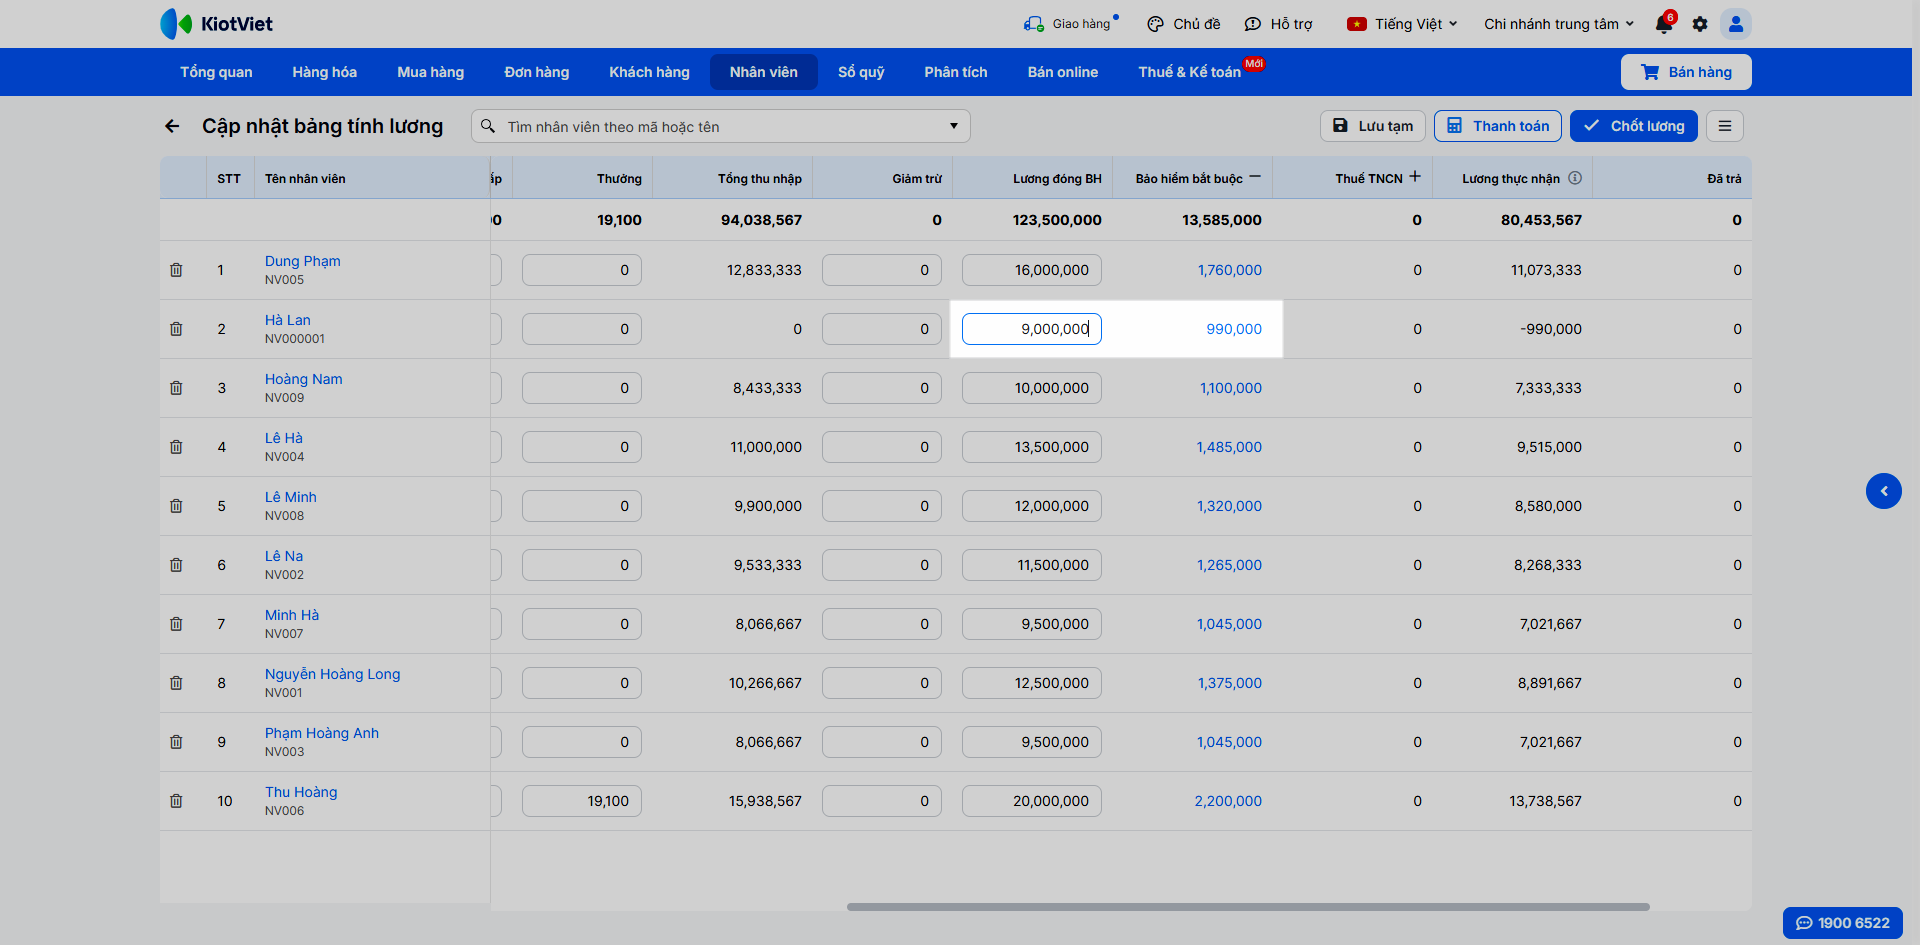 KiotViet
Giao hàng
Chủ đề
Hỗ trợ
Tiếng Việt
Chi nhánh trung tâm
6
Tổng quan
Hàng hóa
Mua hàng
Đơn hàng
Khách hàng
Nhân viên
Sổ quỹ
Phân tích
Bán online
Thuế & Kế toán
Mới
Bán hàng
Cập nhật bảng tính lương
Tìm nhân viên theo mã hoặc tên
Lưu tạm
Thanh toán
Chốt lương
STT Tên nhân viên ấp Thưởng Tổng thu nhập Giảm trừ Lương đóng BH Bảo hiểm bắt buộc Thuế TNCN Lương thực nhận Đã trả
0 19,100 94,038,567 0 123,500,000 13,585,000 0 80,453,567 0
1 Dung Phạm 0 12,833,333 0 16,000,000 1,760,000 0 11,073,333 0
NV005
2 Hà Lan 0 0 0 9,000,000 990,000 0 -990,000 0
NV000001
3 Hoàng Nam 0 8,433,333 0 10,000,000 1,100,000 0 7,333,333 0
NV009
4 Lê Hà 0 11,000,000 0 13,500,000 1,485,000 0 9,515,000 0
NV004
5 Lê Minh 0 9,900,000 0 12,000,000 1,320,000 0 8,580,000 0
NV008
6 Lê Na 0 9,533,333 0 11,500,000 1,265,000 0 8,268,333 0
NV002
7 Minh Hà 0 8,066,667 0 9,500,000 1,045,000 0 7,021,667 0
NV007
8 Nguyễn Hoàng Long 0 10,266,667 0 12,500,000 1,375,000 0 8,891,667 0
NV001
9 Phạm Hoàng Anh 0 8,066,667 0 9,500,000 1,045,000 0 7,021,667 0
NV003
10 Thu Hoàng 19,100 15,938,567 0 20,000,000 2,200,000 0 13,738,567 0
NV006
1900 6522